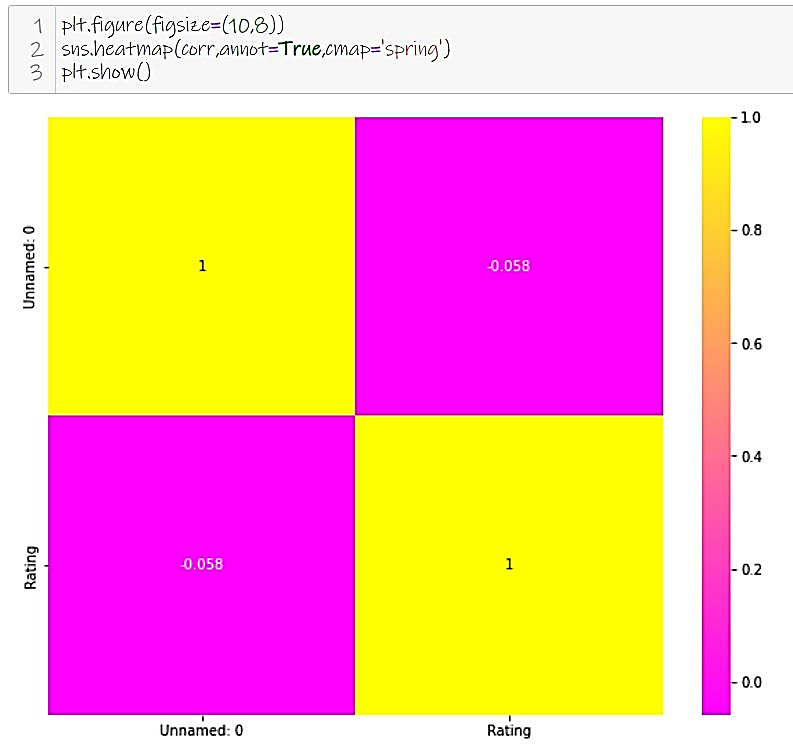 1 plt.figure(figsize=(10,8))
2 sns.heatmap(corr,annot=True,cmap='spring')
3 plt.show()
1.0
0.8
0.6
0.4
0.2
0.0
Unnamed: 0
1
-0.058
Rating
-0.058
1
Unnamed: 0
Rating